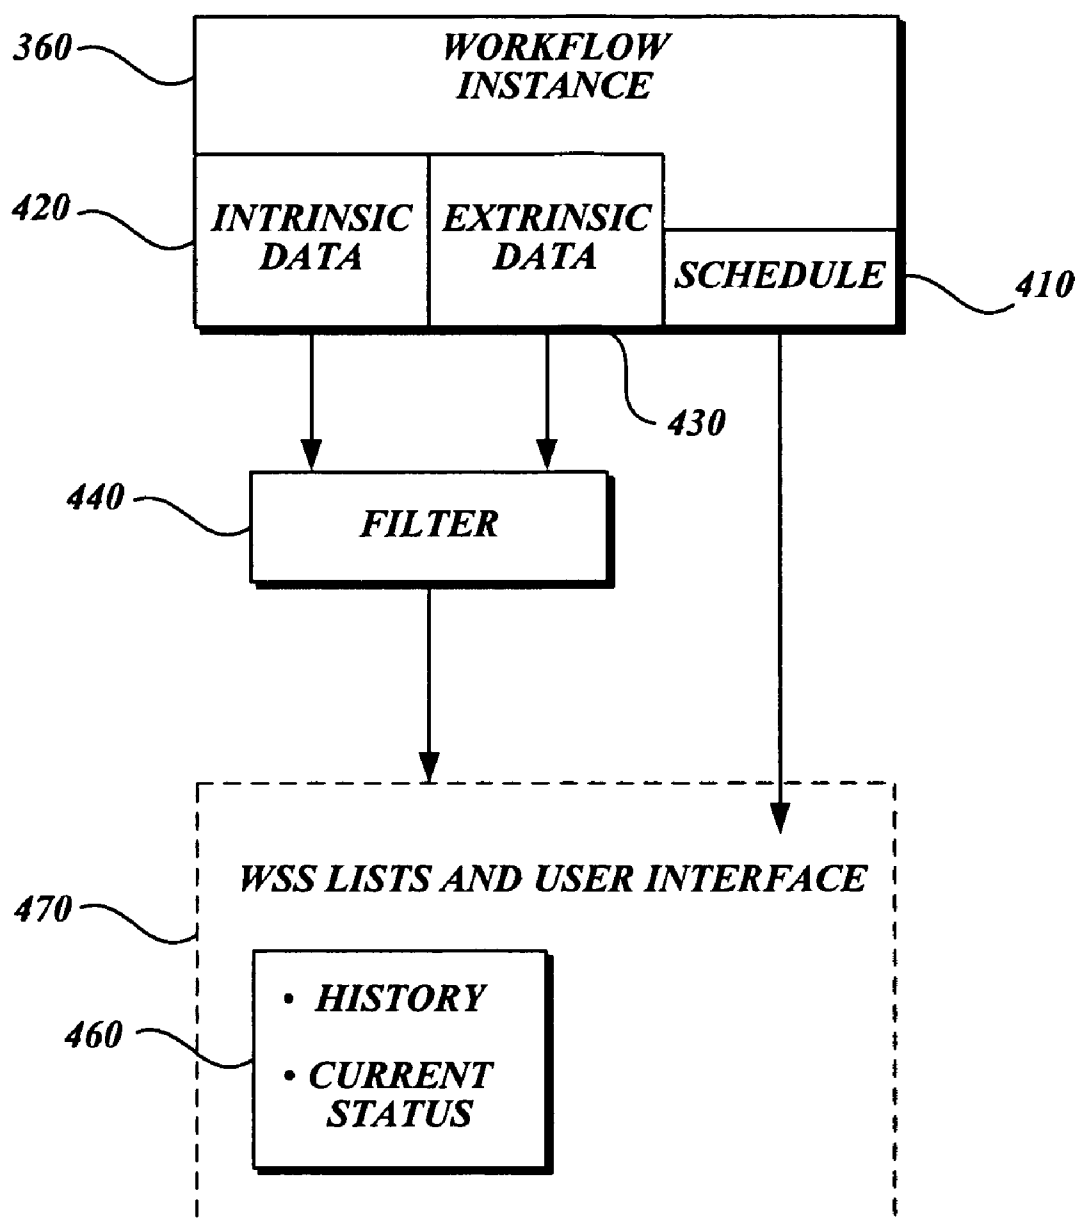 360
WORKFLOW
INSTANCE
420
INTRINSIC
DATA
EXTRINSIC
DATA
SCHEDULE
410
430
440
FILTER
WSS LISTS AND USER INTERFACE
470
• HISTORY
460
• CURRENT
STATUS